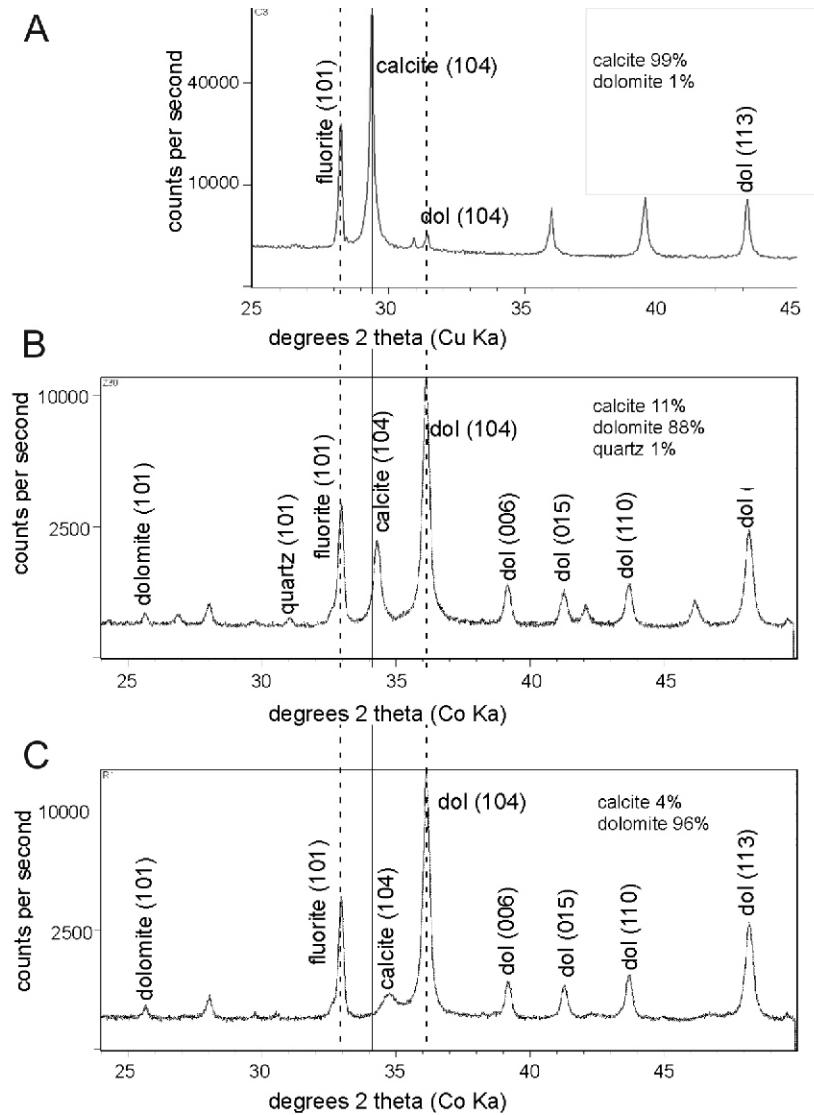 A
C3
calcite (104)
calcite 99%
dolomite 1%
fluorite (101)
dol (104)
dol (113)
counts per second
40000
10000
25
30
35
40
45
degrees 2 theta (Cu Ka)
B
Z30
10000
2500
counts per second
calcite 11%
dolomite 88%
quartz 1%
dolomite (101)
quartz (101)
fluorite (101)
calcite (104)
dol (104)
dol (006)
dol (015)
dol (110)
dol (
25
30
35
40
45
degrees 2 theta (Co Ka)
C
10000
2500
counts per second
calcite 4%
dolomite 96%
dolomite (101)
fluorite (101)
calcite (104)
dol (104)
dol (006)
dol (015)
dol (110)
dol (113)
25
30
35
40
45
degrees 2 theta (Co Ka)